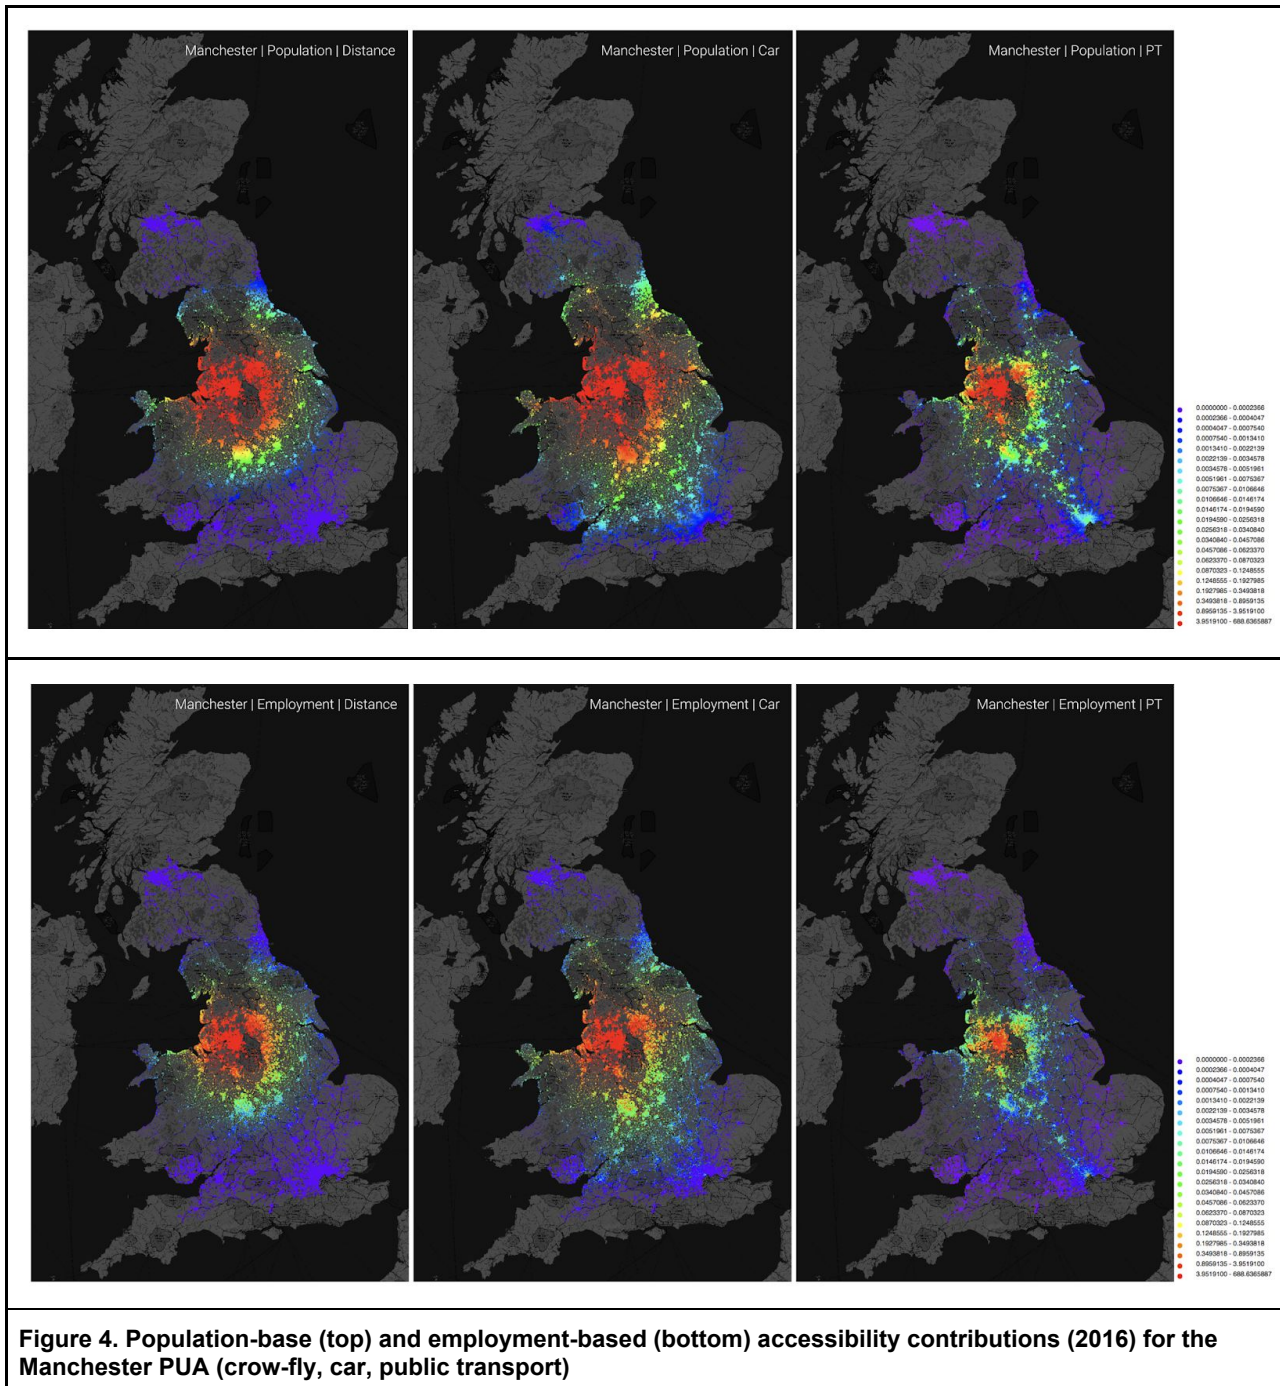 Manchester | Population | Distance
Manchester | Population | Car
Manchester | Population | PT
0.0000000 - 0.0002366
0.0002366 - 0.0004047
0.0004047 - 0.0007540
0.0007540 - 0.0013410
0.0013410 - 0.0022139
0.0022139 - 0.0034578
0.0034578 - 0.0051961
0.0051961 - 0.0075367
0.0075367 - 0.0106646
0.0106646 - 0.0146174
0.0146174 - 0.0194590
0.0194590 - 0.0256318
0.0256318 - 0.0340840
0.0340840 - 0.0457086
0.0457086 - 0.0623370
0.0623370 - 0.0870323
0.0870323 - 0.1248555
0.1248555 - 0.1927985
0.1927985 - 0.3493818
0.3493818 - 0.8959135
0.8959135 - 3.9519100
3.9519100 - 688.6365887
Manchester | Employment | Distance
Manchester | Employment | Car
Manchester | Employment | PT
0.0000000 - 0.0002366
0.0002366 - 0.0004047
0.0004047 - 0.0007540
0.0007540 - 0.0013410
0.0013410 - 0.0022139
0.0022139 - 0.0034578
0.0034578 - 0.0051961
0.0051961 - 0.0075367
0.0075367 - 0.0106646
0.0106646 - 0.0146174
0.0146174 - 0.0194590
0.0194590 - 0.0256318
0.0256318 - 0.0340840
0.0340840 - 0.0457086
0.0457086 - 0.0623370
0.0623370 - 0.0870323
0.0870323 - 0.1248555
0.1248555 - 0.1927985
0.1927985 - 0.3493818
0.3493818 - 0.8959135
0.8959135 - 3.9519100
3.9519100 - 688.6365887
Figure 4. Population-base (top) and employment-based (bottom) accessibility contributions (2016) for the
Manchester PUA (crow-fly, car, public transport)